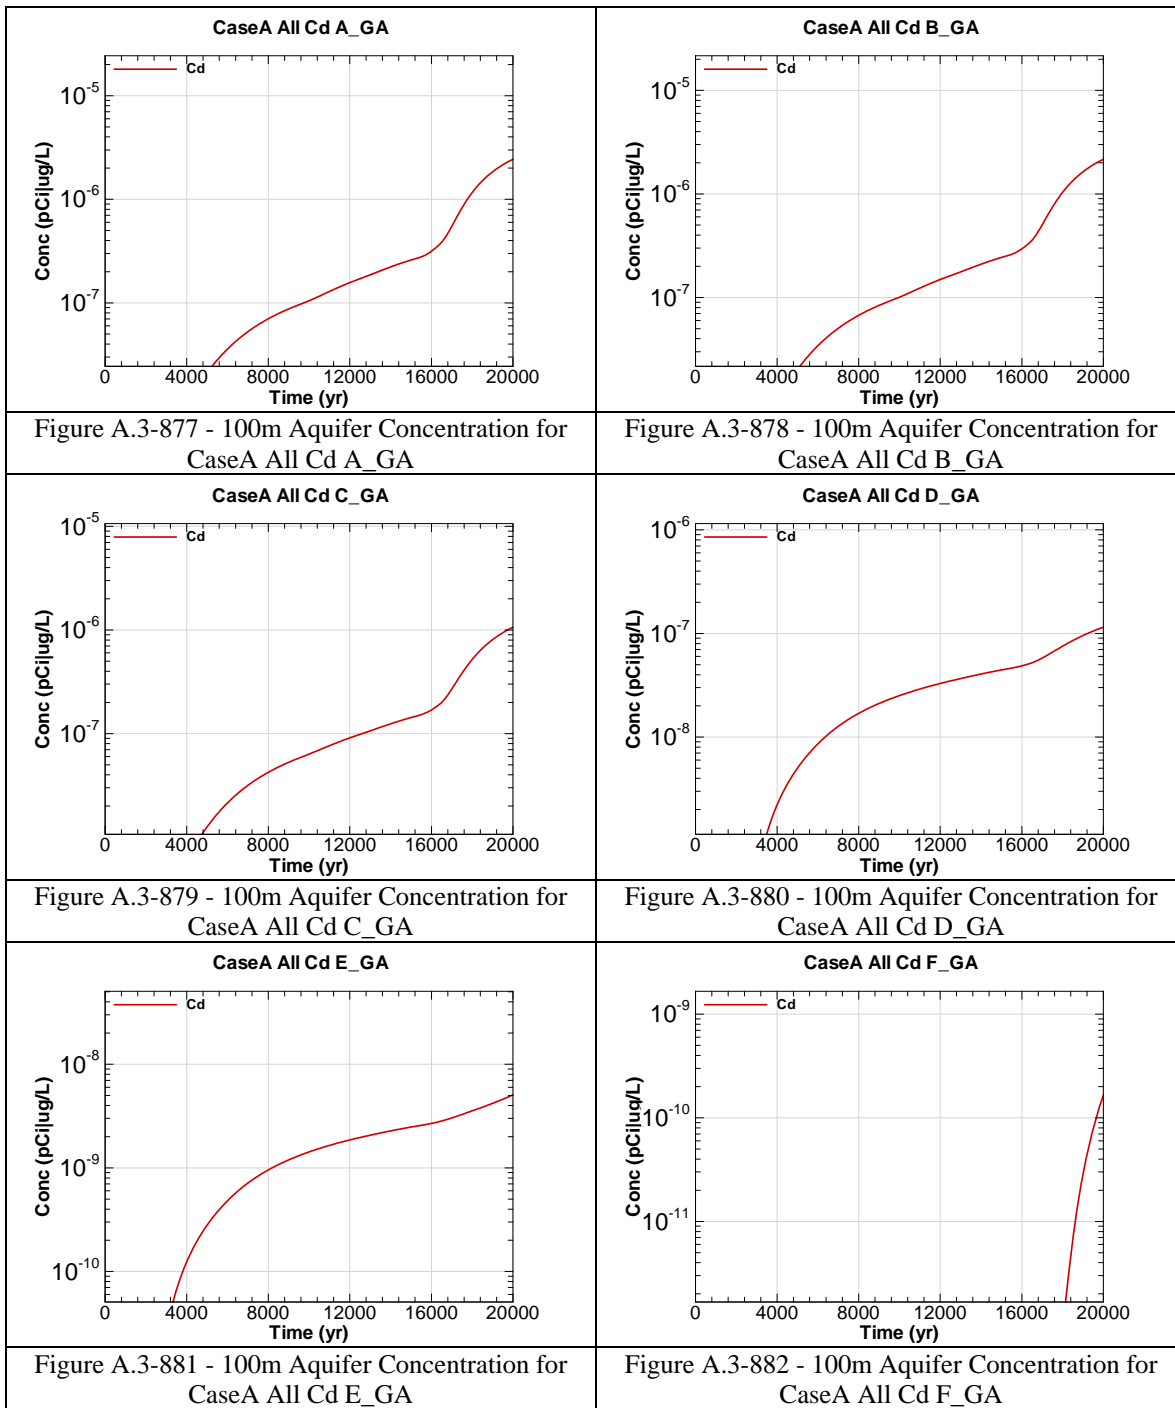 CaseA All Cd A_GA
Cd
Conc (pCi|ug/L)
10-5
10-6
10-7
0 4000 8000 12000 16000 20000
Time (yr)
Figure A.3-877 - 100m Aquifer Concentration for
CaseA All Cd A_GA
CaseA All Cd B_GA
Cd
Conc (pCi|ug/L)
10-5
10-6
10-7
0 4000 8000 12000 16000 20000
Time (yr)
Figure A.3-878 - 100m Aquifer Concentration for
CaseA All Cd B_GA
CaseA All Cd C_GA
Cd
Conc (pCi|ug/L)
10-5
10-6
10-7
0 4000 8000 12000 16000 20000
Time (yr)
Figure A.3-879 - 100m Aquifer Concentration for
CaseA All Cd C_GA
CaseA All Cd D_GA
Cd
Conc (pCi|ug/L)
10-6
10-7
10-8
0 4000 8000 12000 16000 20000
Time (yr)
Figure A.3-880 - 100m Aquifer Concentration for
CaseA All Cd D_GA
CaseA All Cd E_GA
Cd
Conc (pCi|ug/L)
10-8
10-9
10-10
0 4000 8000 12000 16000 20000
Time (yr)
Figure A.3-881 - 100m Aquifer Concentration for
CaseA All Cd E_GA
CaseA All Cd F_GA
Cd
Conc (pCi|ug/L)
10-9
10-10
10-11
0 4000 8000 12000 16000 20000
Time (yr)
Figure A.3-882 - 100m Aquifer Concentration for
CaseA All Cd F_GA